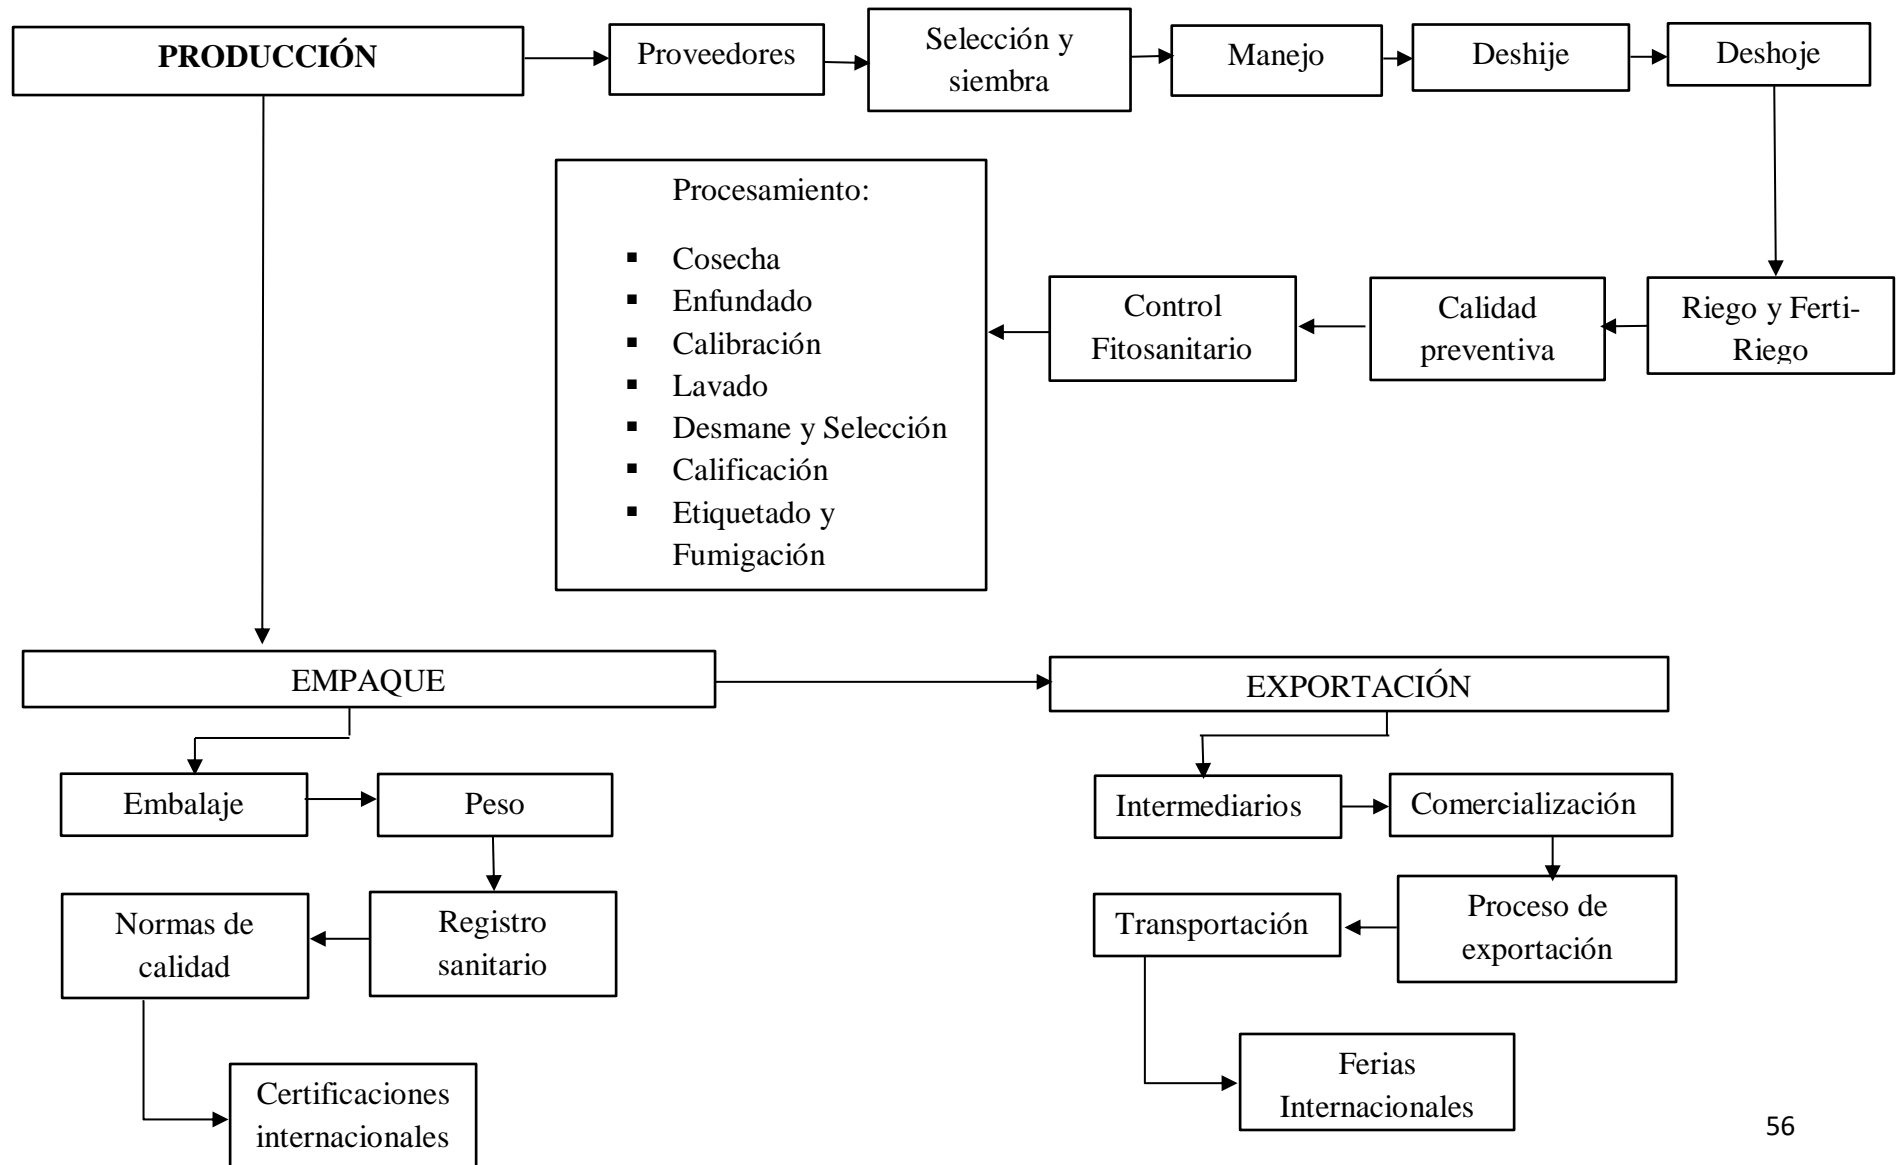 PRODUCCIÓN
Proveedores
Selección y
siembra
Manejo
Deshije
Deshoje
Procesamiento:
▪ Cosecha
▪ Enfundado
▪ Calibración
▪ Lavado
▪ Desmane y Selección
▪ Calificación
▪ Etiquetado y
Fumigación
Control
Fitosanitario
Calidad
preventiva
Riego y Ferti-
Riego
EMPAQUE
EXPORTACIÓN
Embalaje
Peso
Intermediarios
Comercialización
Normas de
calidad
Registro
sanitario
Transportación
Proceso de
exportación
Certificaciones
internacionales
Ferias
Internacionales
56